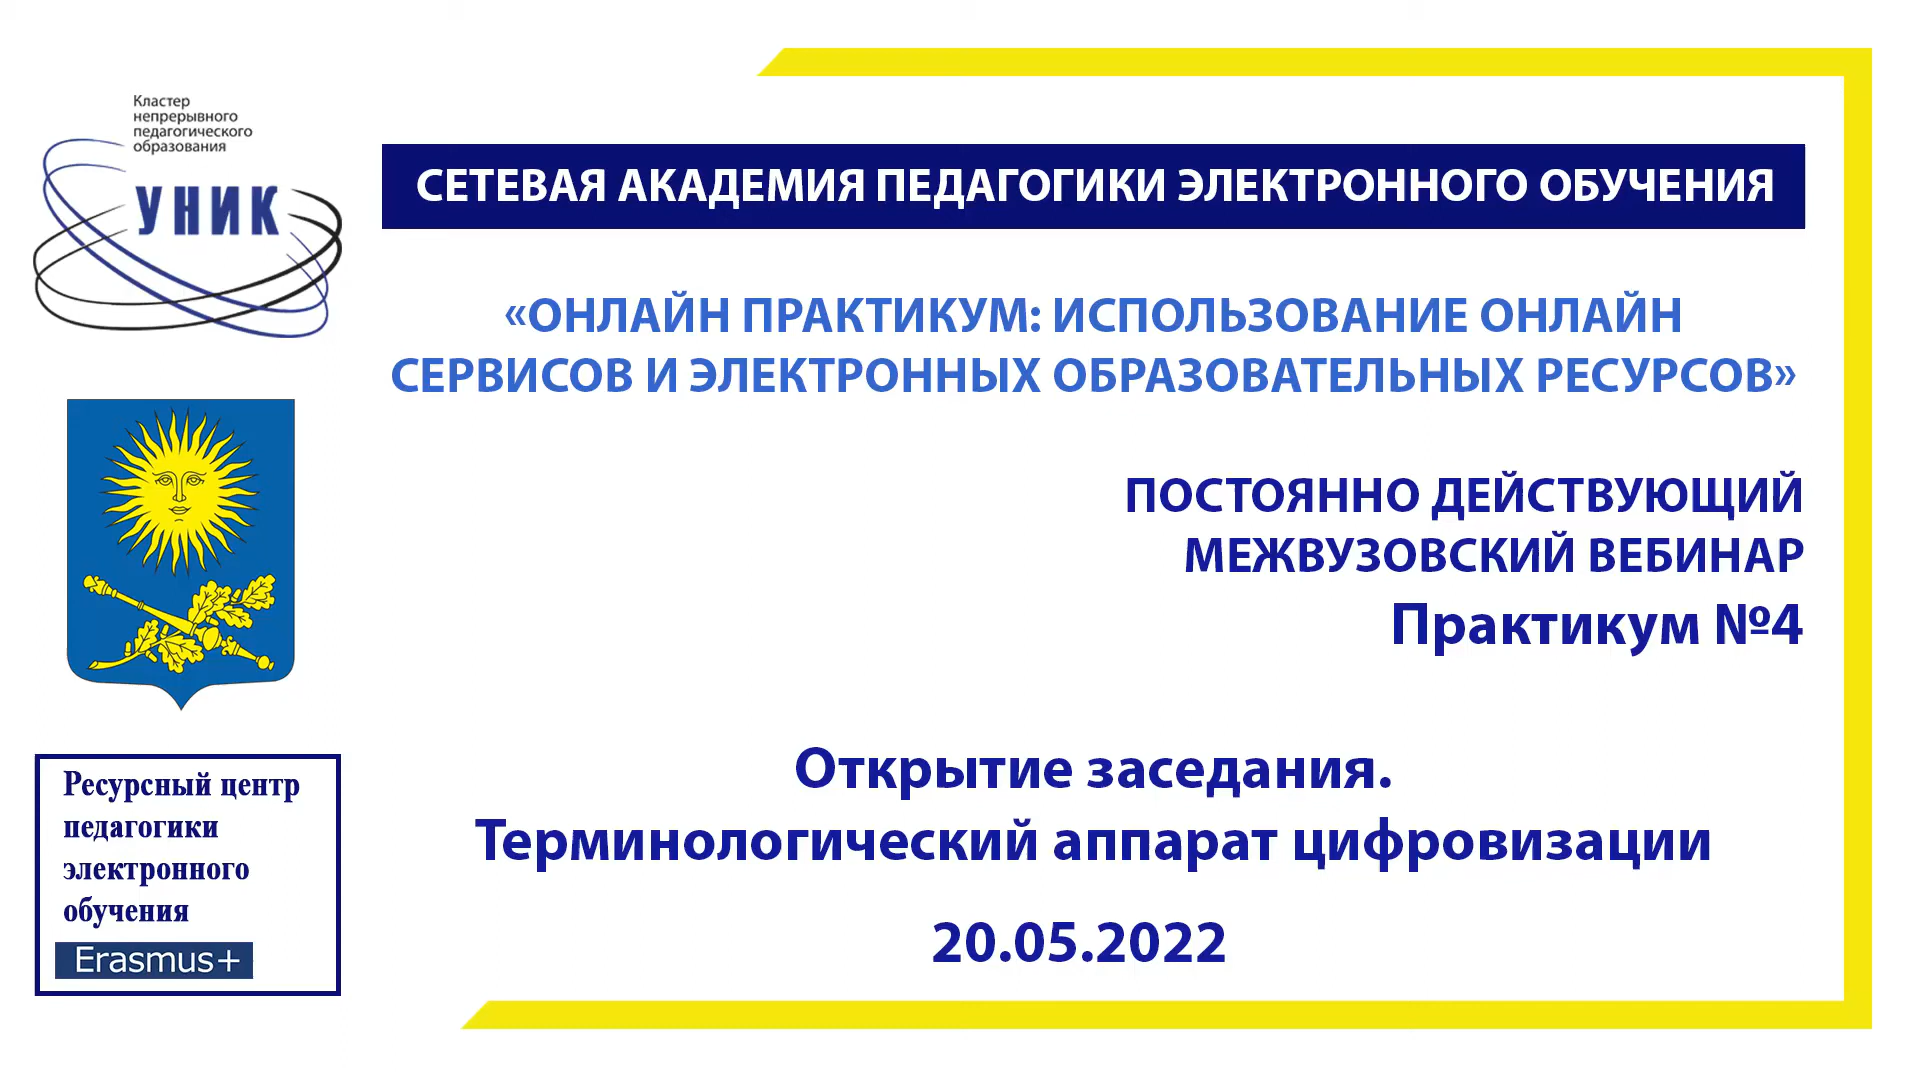 Кластер
непрерывного
педагогического
образования
УНИК
СЕТЕВАЯ АКАДЕМИЯ ПЕДАГОГИКИ ЭЛЕКТРОННОГО ОБУЧЕНИЯ
«ОНЛАЙН ПРАКТИКУМ: ИСПОЛЬЗОВАНИЕ ОНЛАЙН
СЕРВИСОВ И ЭЛЕКТРОННЫХ ОБРАЗОВАТЕЛЬНЫХ РЕСУРСОВ»
ПОСТОЯННО ДЕЙСТВУЮЩИЙ
МЕЖВУЗОВСКИЙ ВЕБИНАР
Практикум №4
Открытие заседания.
Терминологический аппарат цифровизации
20.05.2022
Ресурсный центр
педагогики
электронного
обучения
Erasmus+